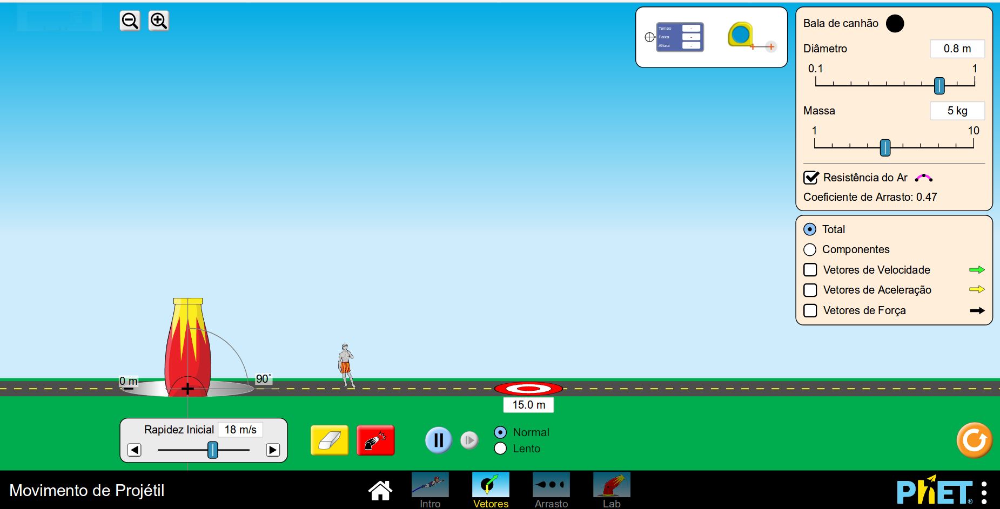 Tempo -
Faixa -
Altura -
Bala de canhão
Diâmetro 0.8 m
0.1 1
Massa 5 kg
1 10
Resistência do Ar
Coeficiente de Arrasto: 0.47
Total
Componentes
Vetores de Velocidade
Vetores de Aceleração
Vetores de Força
0 m
90°
15.0 m
Rapidez Inicial 18 m/s
Normal
Lento
Movimento de Projétil
Intro
Vetores
Arrasto
Lab
PhET®